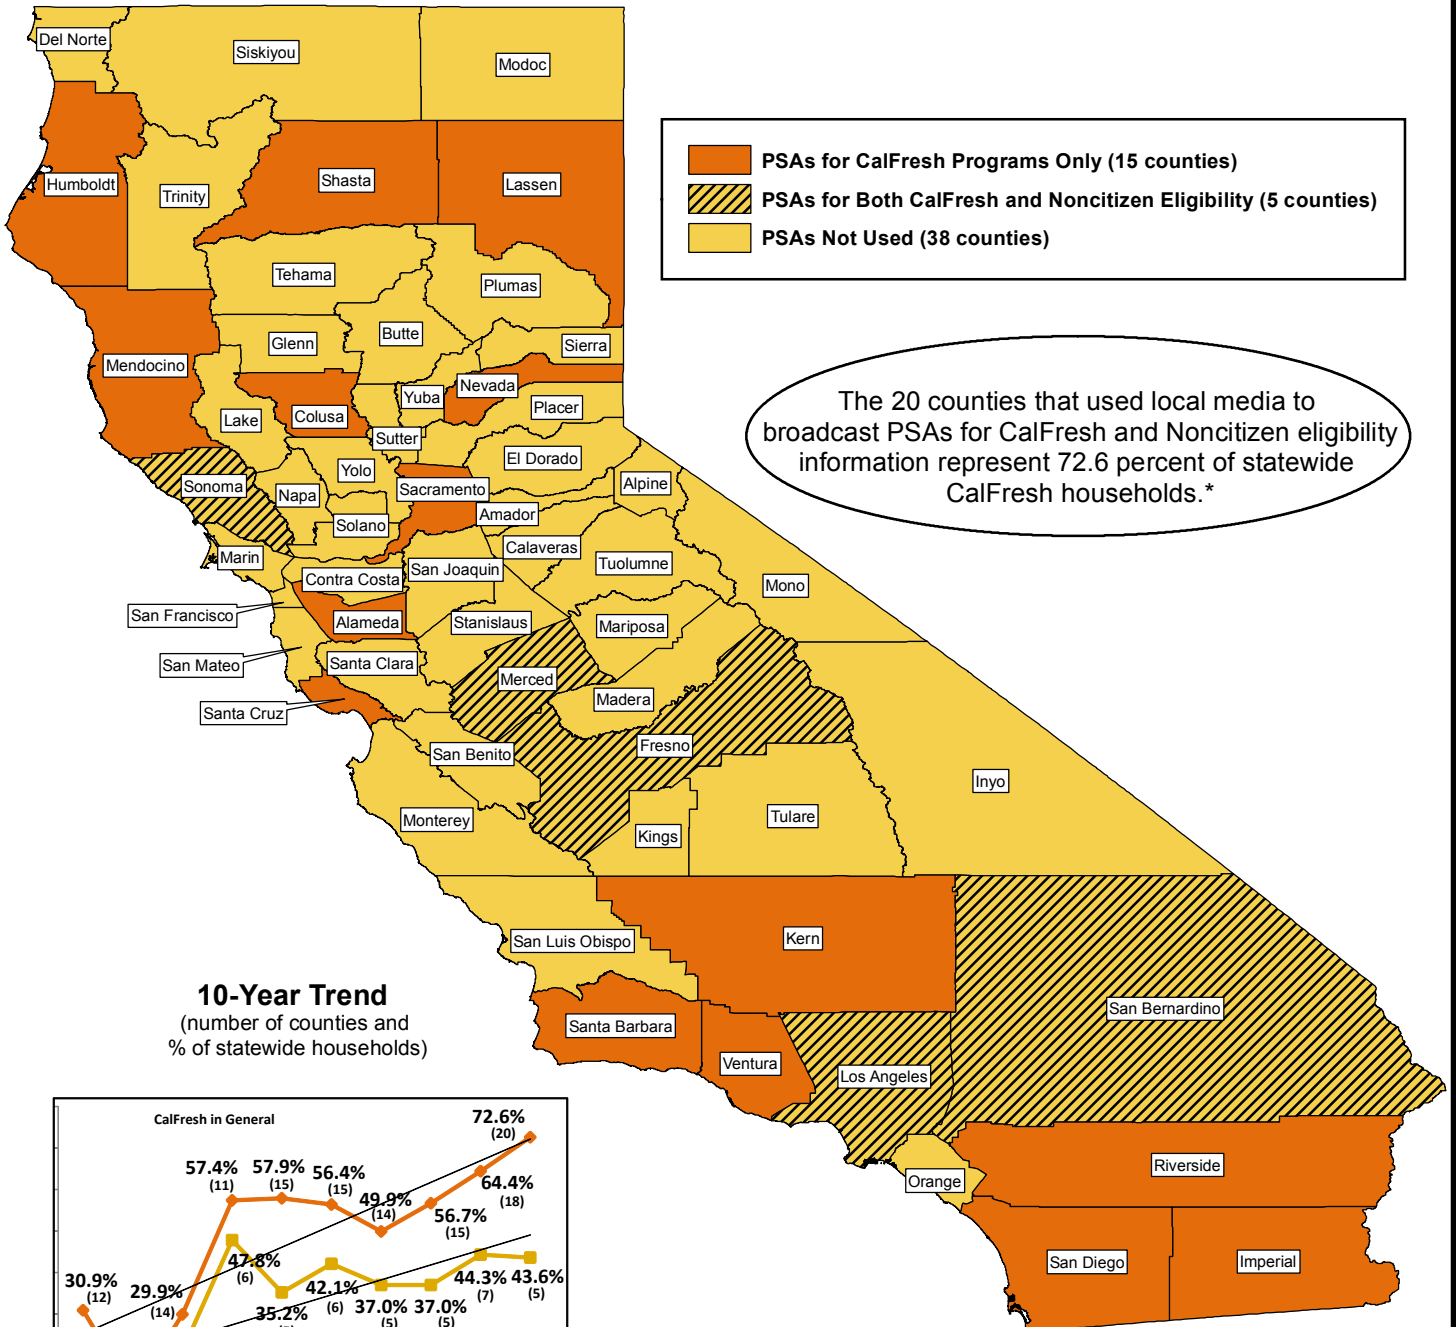 Del Norte
Siskiyou
Modoc
Humboldt
Trinity
Shasta
Lassen
PSAs for CalFresh Programs Only (15 counties)
PSAs for Both CalFresh and Noncitizen Eligibility (5 counties)
PSAs Not Used (38 counties)
Tehama
Plumas
Glenn
Butte
Sierra
Mendocino
Lake
Colusa
Yuba
Nevada
Placer
Sutter
The 20 counties that used local media to
broadcast PSAs for CalFresh and Noncitizen eligibility
information represent 72.6 percent of statewide
CalFresh households.*
Sonoma
Napa
Yolo
El Dorado
Sacramento
Alpine
Solano
Amador
Marin
Calaveras
Contra Costa
San Joaquin
Tuolumne
Mono
San Francisco
Alameda
Stanislaus
Mariposa
San Mateo
Santa Clara
Merced
Madera
Santa Cruz
San Benito
Fresno
Inyo
Monterey
Kings
Tulare
San Luis Obispo
Kern
Santa Barbara
Ventura
Los Angeles
San Bernardino
Orange
Riverside
San Diego
Imperial
10-Year Trend
(number of counties and
% of statewide households)
CalFresh in General
30.9%
(12)
29.9%
(14)
57.4%
(11)
57.9%
(15)
56.4%
(15)
49.9%
(14)
56.7%
(15)
64.4%
(18)
72.6%
(20)
47.8%
(6)
35.2%
42.1%
(6)
37.0%
(5)
37.0%
(5)
44.3%
(7)
43.6%
(5)